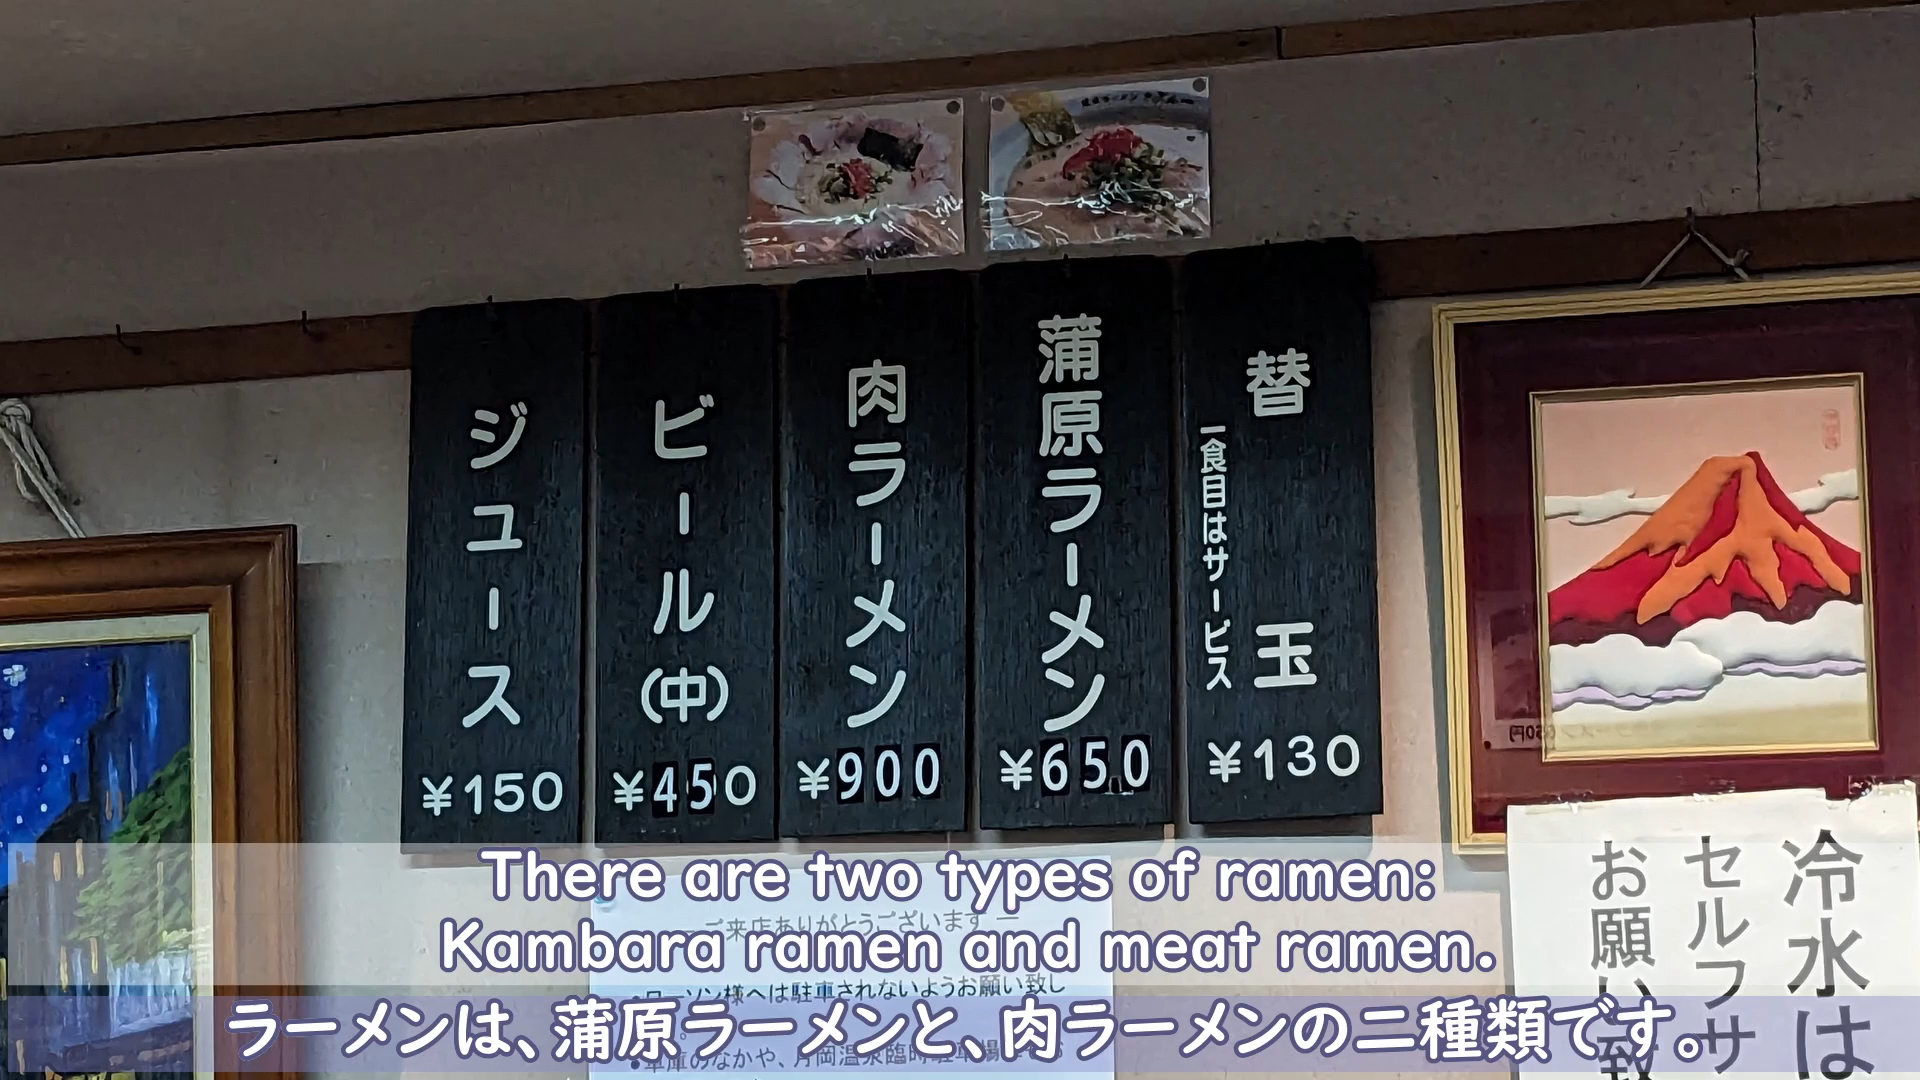 替玉
一食目はサービス
¥130
蒲原ラーメン
¥650
肉ラーメン
¥900
ビール(中)
¥450
ジュース
¥150
冷水は
セルフサ
お願い致
ご来店ありがとうございます
There are two types of ramen:
Kambara ramen and meat ramen.
ラーメンは、蒲原ラーメンと、肉ラーメンの二種類です。